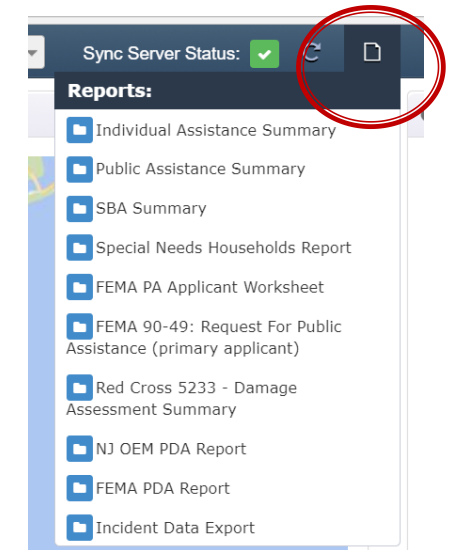 Sync Server Status:
Reports:
Individual Assistance Summary
Public Assistance Summary
SBA Summary
Special Needs Households Report
FEMA PA Applicant Worksheet
FEMA 90-49: Request For Public
Assistance (primary applicant)
Red Cross 5233 - Damage
Assessment Summary
NJ OEM PDA Report
FEMA PDA Report
Incident Data Export